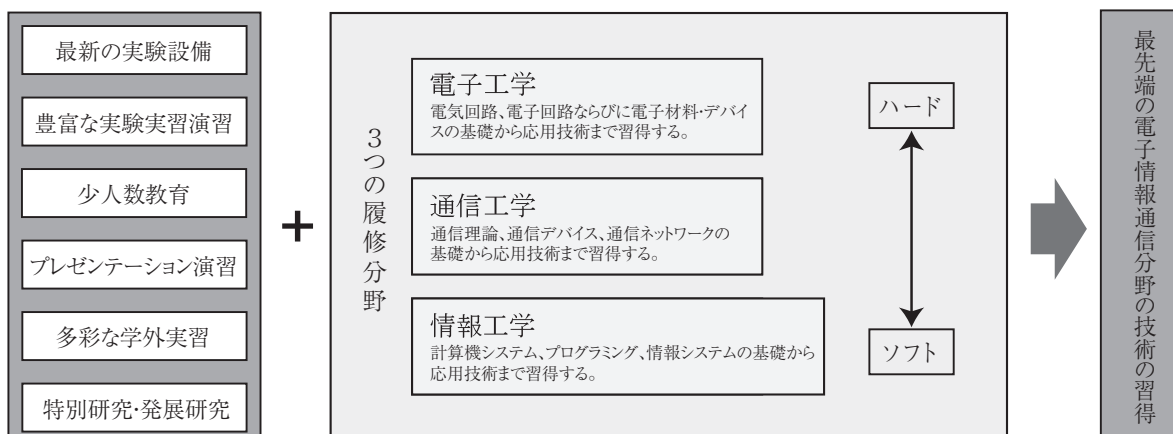 最新の実験設備
豊富な実験実習演習
少人数教育
プレゼンテーション演習
多彩な学外実習
特別研究・発展研究
+
3つの履修分野
電子工学
電気回路、電子回路ならびに電子材料・デバイ
スの基礎から応用技術まで習得する。
通信工学
通信理論、通信デバイス、通信ネットワークの
基礎から応用技術まで習得する。
情報工学
計算機システム、プログラミング、情報システムの基礎から
応用技術まで習得する。
ハード
ソフト
最先端の電子情報通信分野の技術の習得